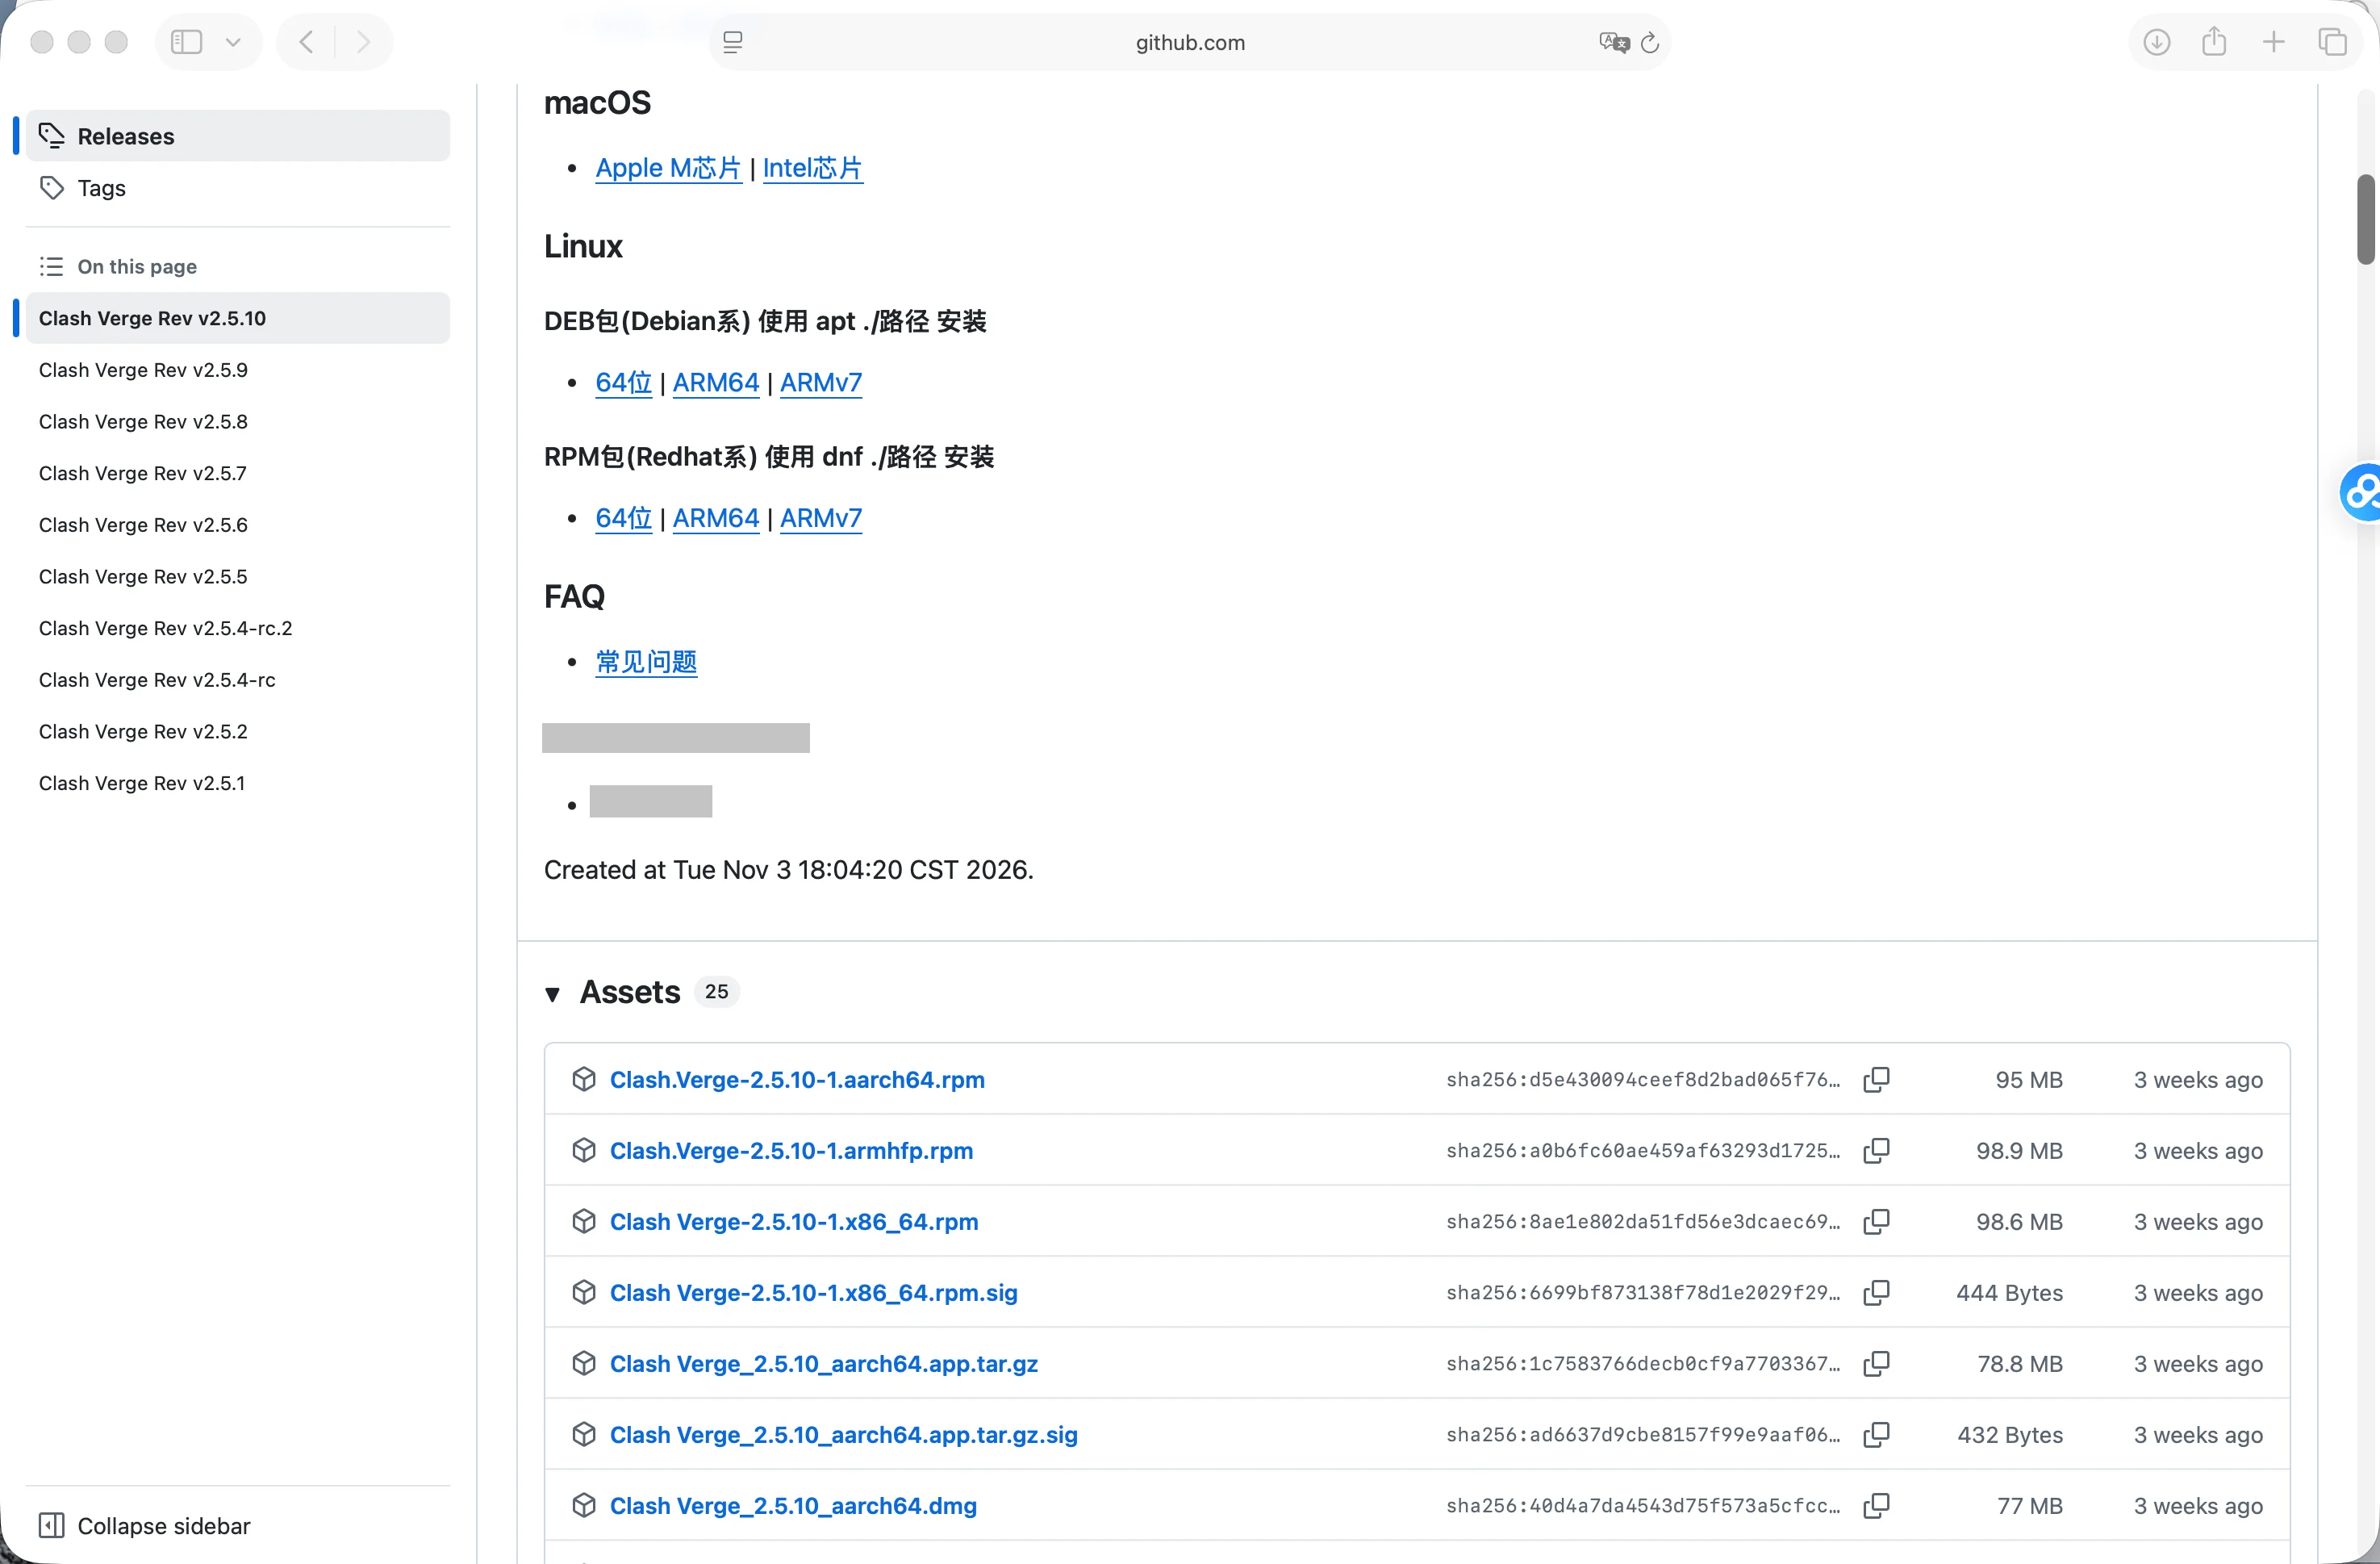 github.com
Releases
Tags
On this page
Clash Verge Rev v2.5.10
Clash Verge Rev v2.5.9
Clash Verge Rev v2.5.8
Clash Verge Rev v2.5.7
Clash Verge Rev v2.5.6
Clash Verge Rev v2.5.5
Clash Verge Rev v2.5.4-rc.2
Clash Verge Rev v2.5.4-rc
Clash Verge Rev v2.5.2
Clash Verge Rev v2.5.1
Collapse sidebar
macOS
Apple M芯片 | Intel芯片
Linux
DEB包(Debian系) 使用 apt ./路径 安装
64位 | ARM64 | ARMv7
RPM包(Redhat系) 使用 dnf ./路径 安装
64位 | ARM64 | ARMv7
FAQ
常见问题
Created at Tue Nov 3 18:04:20 CST 2026.
Assets 25
Clash.Verge-2.5.10-1.aarch64.rpm sha256:d5e430094ceef8d2bad065f76… 95 MB 3 weeks ago
Clash.Verge-2.5.10-1.armhfp.rpm sha256:a0b6fc60ae459af63293d1725… 98.9 MB 3 weeks ago
Clash Verge-2.5.10-1.x86_64.rpm sha256:8ae1e802da51fd56e3dcaec69… 98.6 MB 3 weeks ago
Clash Verge-2.5.10-1.x86_64.rpm.sig sha256:6699bf873138f78d1e2029f29… 444 Bytes 3 weeks ago
Clash Verge_2.5.10_aarch64.app.tar.gz sha256:1c7583766decb0cf9a7703367… 78.8 MB 3 weeks ago
Clash Verge_2.5.10_aarch64.app.tar.gz.sig sha256:ad6637d9cbe8157f99e9aaf06… 432 Bytes 3 weeks ago
Clash Verge_2.5.10_aarch64.dmg sha256:40d4a7da4543d75f573a5cfcc… 77 MB 3 weeks ago